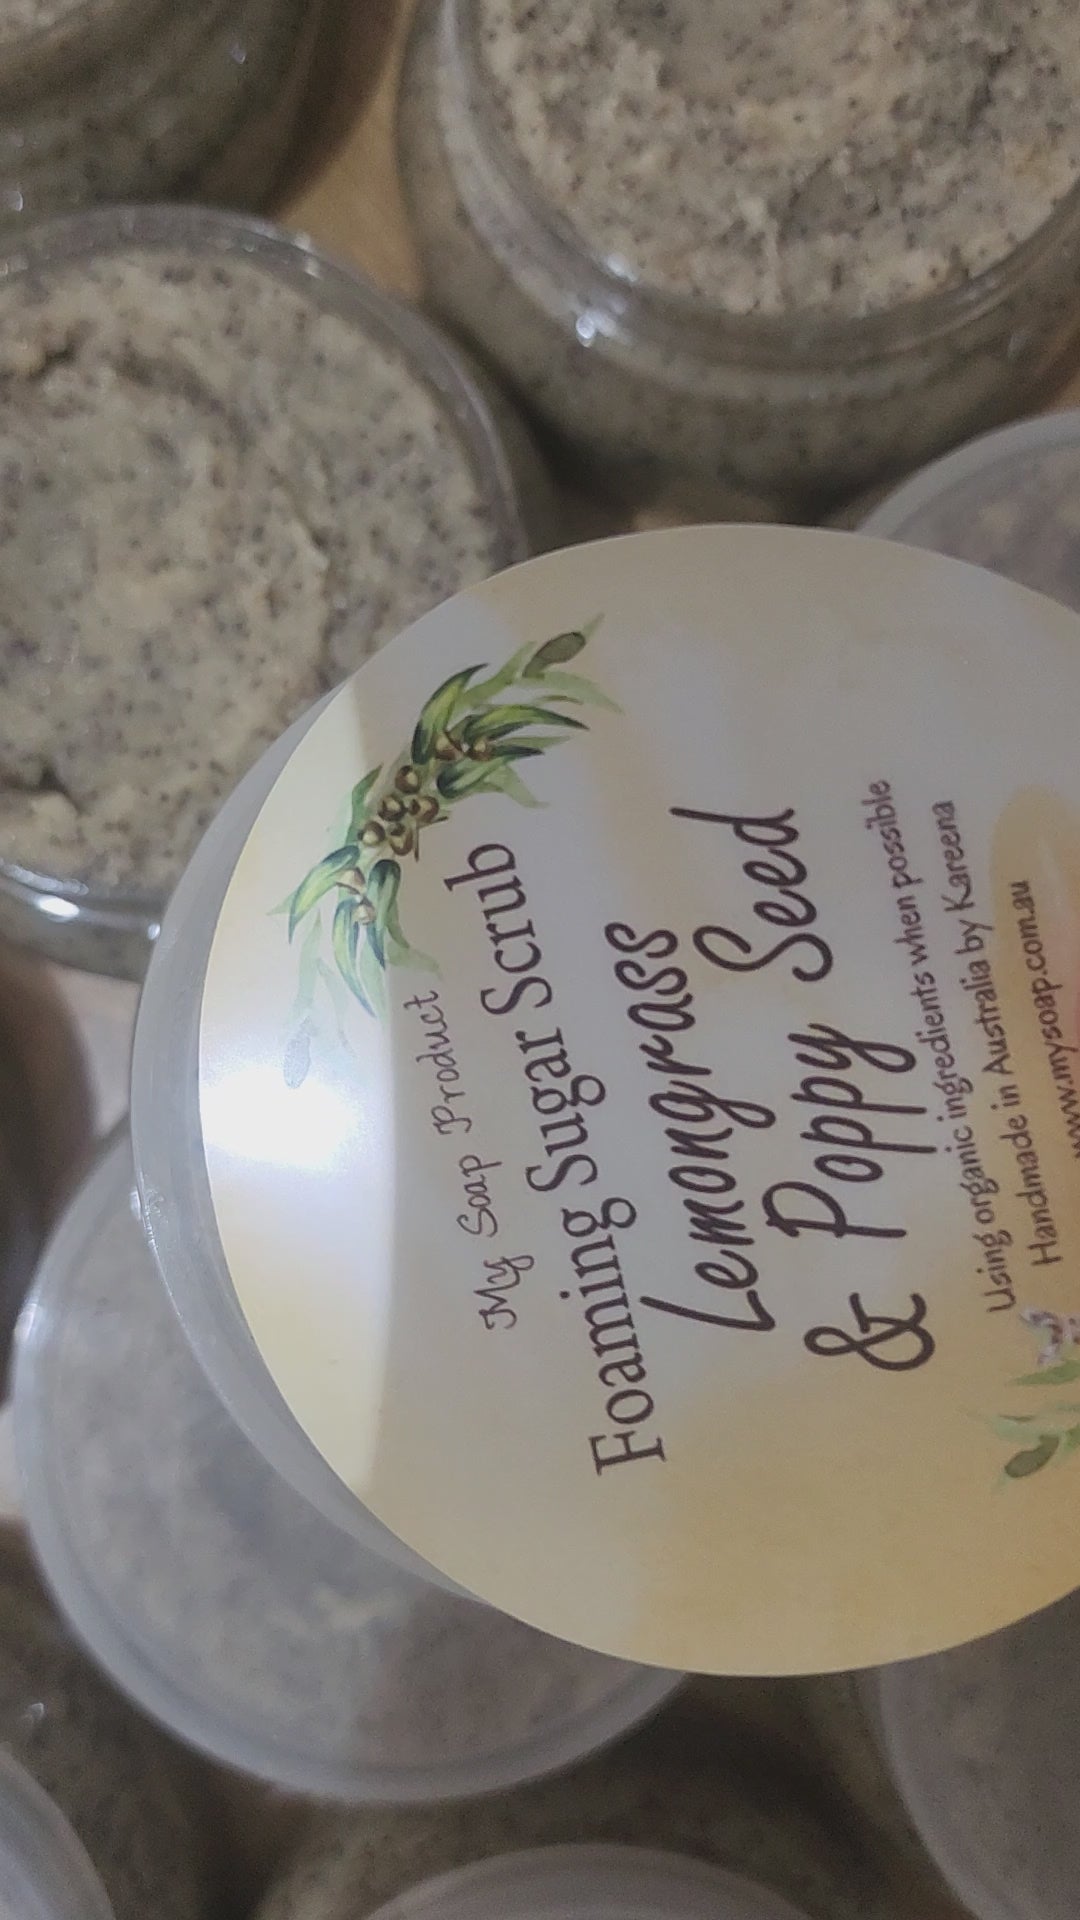 My Soap Product
Foaming Sugar Scrub
Lemongrass
& Poppy Seed
Using organic ingredients when possible
Handmade in Australia by Kareena
www.mysoap.com.au